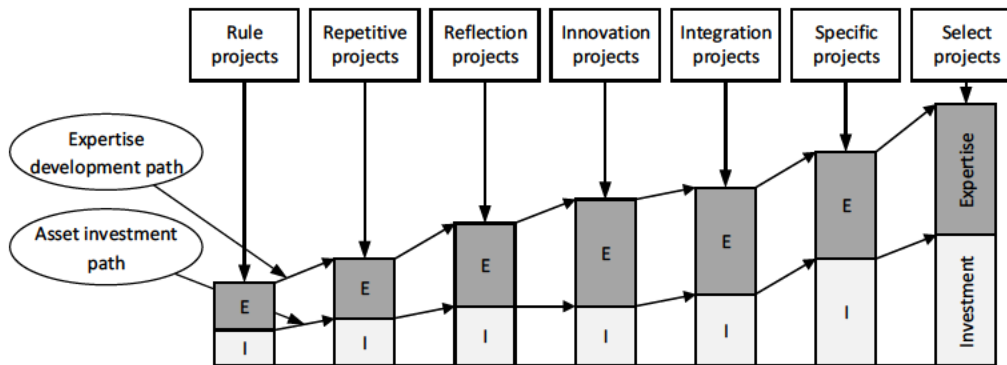 Rule
projects
Repetitive
projects
Reflection
projects
Innovation
projects
Integration
projects
Specific
projects
Select
projects
Expertise
development path
Asset investment
path
E
I
E
I
E
I
E
I
E
I
E
I
Expertise
Investment